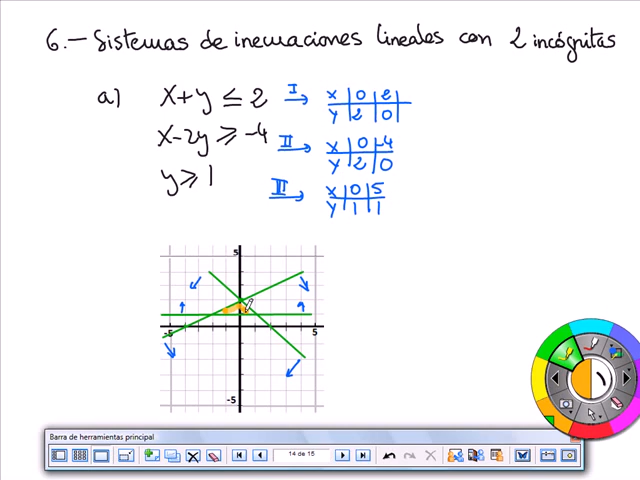 6.- Sistemas de inecuaciones lineales con 2 incógnitas
a) x+y ≤ 2 I → x 0 2
y 2 0
x-2y ≥ -4 II → x 0 -4
y 2 0
y ≥ 1 III → x 0 5
y 1 1
5
-5 5
-5
Barra de herramientas principal
14 de 15